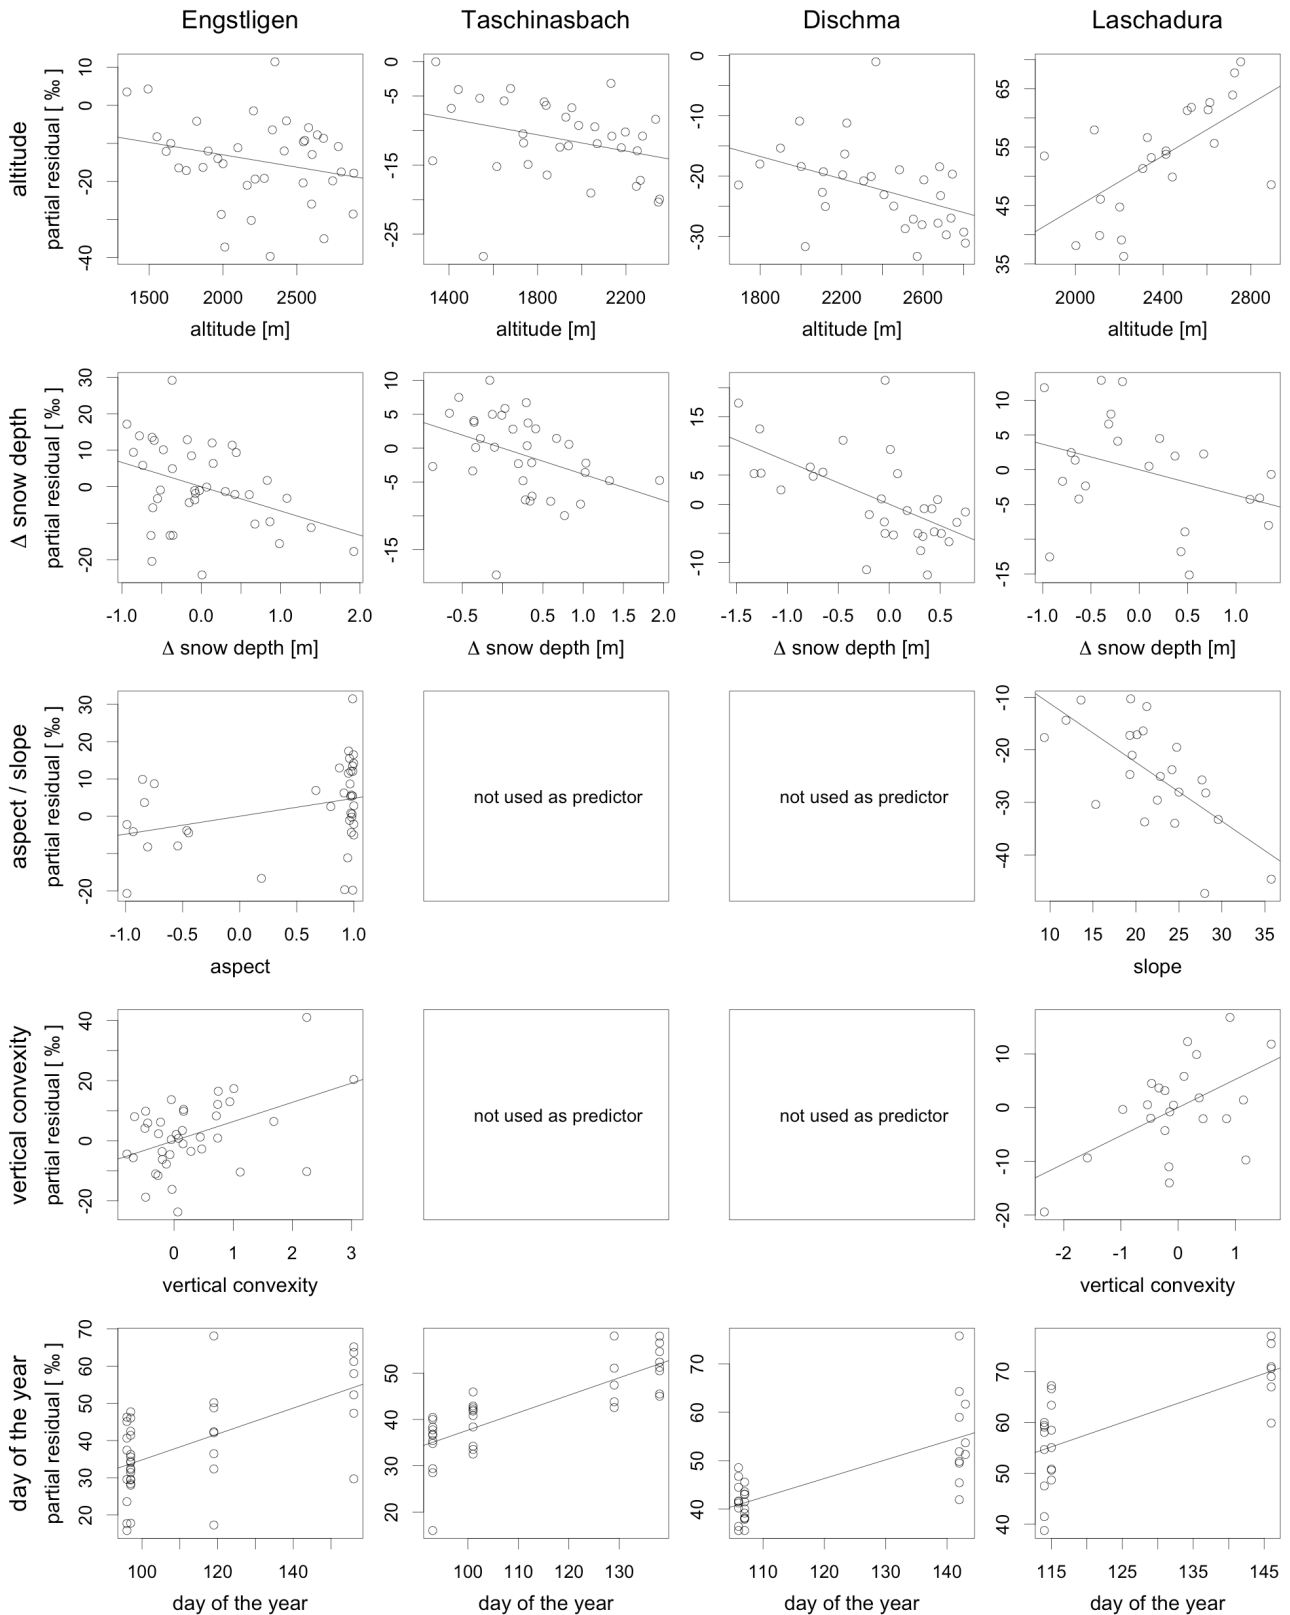 Engstligen Taschinasbach Dischma Laschadura
altitude
partial residual [ ‰ ]
10
0
-20
-40
1500 2000 2500
altitude [m]
0
-5
-15
-25
1400 1800 2200
altitude [m]
0
-10
-20
-30
1800 2200 2600
altitude [m]
65
55
45
35
2000 2400 2800
altitude [m]
Δ snow depth
partial residual [ ‰ ]
30
20
10
0
-20
-1.0 0.0 1.0 2.0
Δ snow depth [m]
10
5
0
-5
-15
-0.5 0.5 1.0 1.5 2.0
Δ snow depth [m]
15
5
0
-10
-1.5 -1.0 -0.5 0.0 0.5
Δ snow depth [m]
10
5
0
-5
-15
-1.0 -0.5 0.0 0.5 1.0
Δ snow depth [m]
aspect / slope
partial residual [ ‰ ]
30
20
10
0
-20
-1.0 -0.5 0.0 0.5 1.0
aspect
not used as predictor
not used as predictor
-10
-20
-30
-40
10 15 20 25 30 35
slope
vertical convexity
partial residual [ ‰ ]
40
20
0
-20
0 1 2 3
vertical convexity
not used as predictor
not used as predictor
10
0
-10
-20
-2 -1 0 1
vertical convexity
day of the year
partial residual [ ‰ ]
70
60
50
40
30
20
100 120 140
day of the year
50
40
30
20
100 110 120 130
day of the year
70
60
50
40
110 120 130 140
day of the year
70
60
50
40
115 125 135 145
day of the year